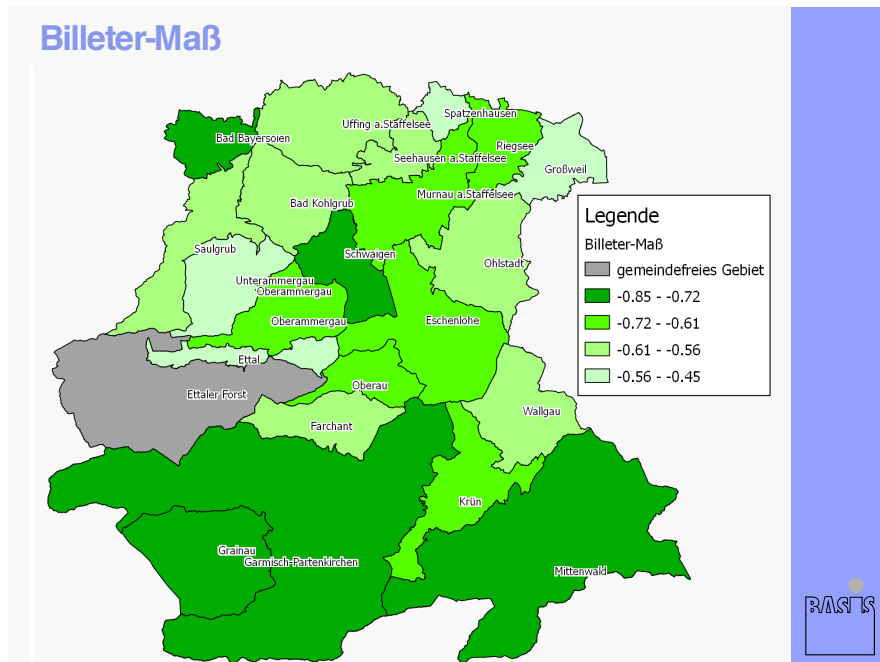 Billeter-Maß
Spatzenhausen
Uffing a.Staffelsee
Bad Bayersoien
Riegsee
Seehausen a.Staffelsee
Großweil
Murnau a.Staffelsee
Bad Kohlgrub
Legende
Billeter-Maß
gemeindefreies Gebiet
-0.85 - -0.72
-0.72 - -0.61
-0.61 - -0.56
-0.56 - -0.45
Saulgrub
Schwaigen
Ohlstadt
Unterammergau
Oberammergau
Oberammergau
Eschenlohe
Ettal
Oberau
Ettaler Forst
Wallgau
Farchant
Krün
Grainau
Garmisch-Partenkirchen
Mittenwald
BASIS